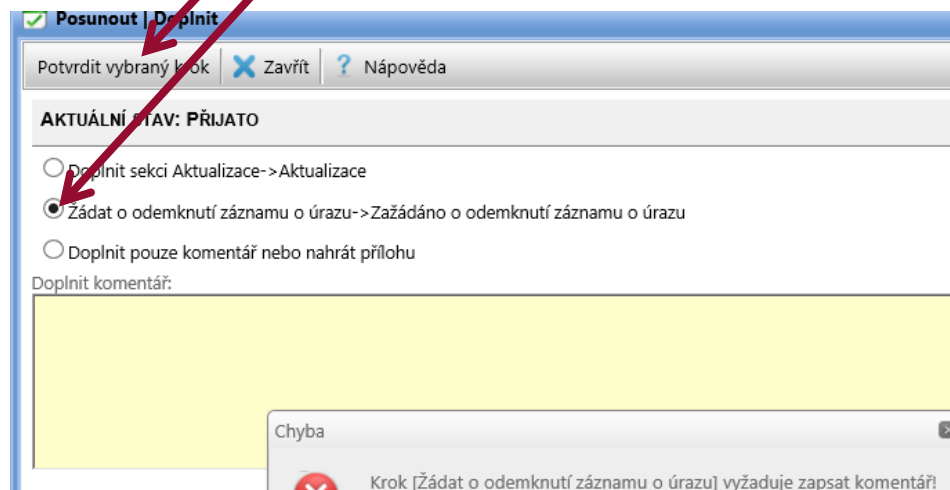 Posunout | Doplnit
Potvrdit vybraný krok Zavřít ? Nápověda
AKTUÁLNÍ STAV: PŘIJATO
Doplnit sekci Aktualizace->Aktualizace
Žádat o odemknutí záznamu o úrazu->Zažádáno o odemknutí záznamu o úrazu
Doplnit pouze komentář nebo nahrát přílohu
Doplnit komentář:
Chyba
Krok [Žádat o odemknutí záznamu o úrazu] vyžaduje zapsat komentář!